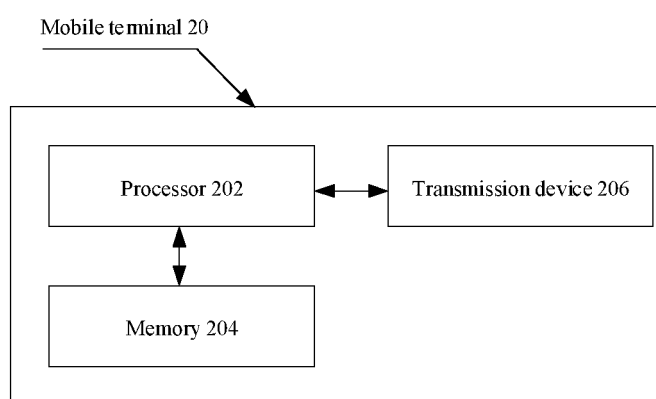 Mobile terminal 20
Processor 202
Transmission device 206
Memory 204